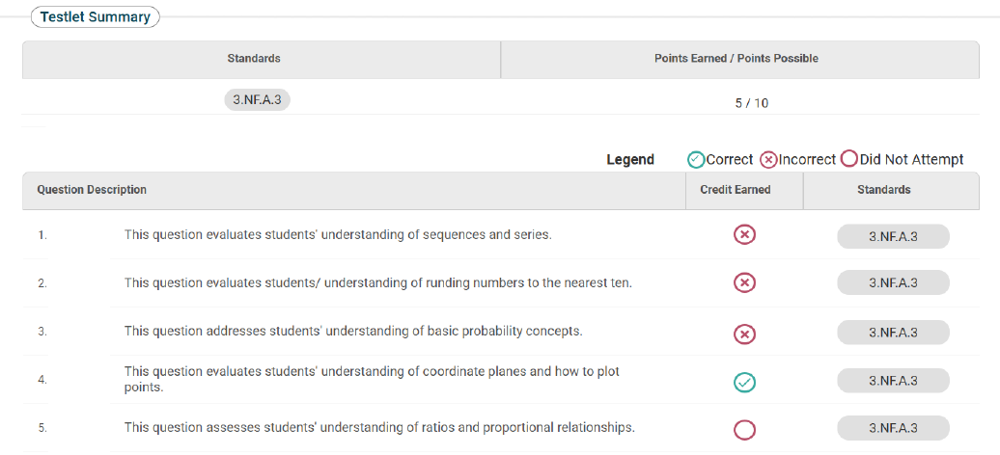 Testlet Summary
Standards Points Earned / Points Possible
3.NF.A.3 5 / 10
Legend Correct Incorrect Did Not Attempt
Question Description Credit Earned Standards
1. This question evaluates students' understanding of sequences and series. 3.NF.A.3
2. This question evaluates students/ understanding of runding numbers to the nearest ten. 3.NF.A.3
3. This question addresses students' understanding of basic probability concepts. 3.NF.A.3
4. This question evaluates students' understanding of coordinate planes and how to plot
points. 3.NF.A.3
5. This question assesses students' understanding of ratios and proportional relationships. 3.NF.A.3